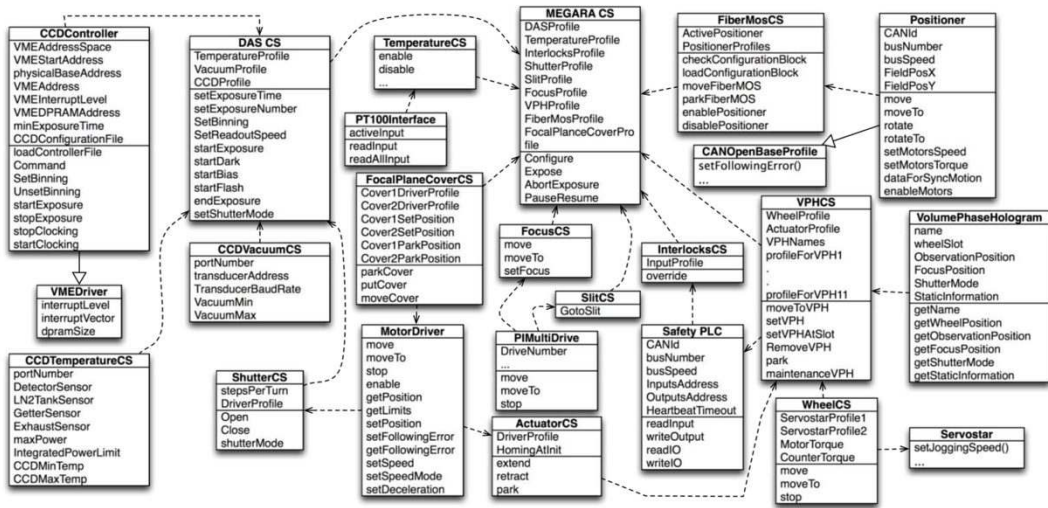 CCDController
VMEAddressSpace
VMEStartAddress
physicalBaseAddress
VMEAddress
VMEInterruptLevel
VMEDPRAMAddress
minExposureTime
CCDConfigurationFile
loadControllerFile
Command
SetBinning
UnsetBinning
startExposure
stopExposure
stopClocking
startClocking
VMEDriver
interruptLevel
interruptVector
dpramSize
CCDTemperatureCS
portNumber
DetectorSensor
LN2TankSensor
GetterSensor
ExhaustSensor
maxPower
IntegratedPowerLimit
CCDMinTemp
CCDMaxTemp
DAS CS
TemperatureProfile
VacuumProfile
CCDProfile
setExposureTime
setExposureNumber
SetBinning
SetReadoutSpeed
startExposure
startDark
startBias
startFlash
endExposure
setShutterMode
CCDVacuumCS
portNumber
transducerAddress
TransducerBaudRate
VacuumMin
VacuumMax
ShutterCS
stepsPerTurn
DriverProfile
Open
Close
shutterMode
TemperatureCS
enable
disable
...
PT100Interface
activeInput
readInput
readAllInput
FocalPlaneCoverCS
Cover1DriverProfile
Cover2DriverProfile
Cover1SetPosition
Cover2SetPosition
Cover1ParkPosition
Cover2ParkPosition
parkCover
putCover
moveCover
MotorDriver
move
moveTo
stop
enable
getPosition
getLimits
setPosition
setFollowingError
getFollowingError
setSpeed
setSpeedMode
setDeceleration
MEGARA CS
DASProfile
TemperatureProfile
InterlocksProfile
ShutterProfile
SlitProfile
FocusProfile
VPHProfile
FiberMosProfile
FocalPlanceCoverPro
file
Configure
Expose
AbortExposure
PauseResume
FocusCS
move
moveTo
setFocus
SlitCS
GotoSlit
PIMultiDrive
DriveNumber
...
move
moveTo
stop
ActuatorCS
DriverProfile
HomingAtInit
extend
retract
park
InterlocksCS
InputProfile
override
Safety PLC
CANId
busNumber
busSpeed
InputsAddress
OutputsAddress
HeartbeatTimeout
readInput
writeOutput
readIO
writeIO
FiberMosCS
ActivePositioner
PositionerProfiles
checkConfigurationBlock
loadConfigurationBlock
moveFiberMOS
parkFiberMOS
enablePositioner
disablePositioner
CANOpenBaseProfile
setFollowingError()
...
Positioner
CANId
busNumber
busSpeed
FieldPosX
FieldPosY
move
moveTo
rotate
rotateTo
setMotorsSpeed
setMotorsTorque
dataForSyncMotion
enableMotors
VPHCS
WheelProfile
ActuatorProfile
VPHNames
profileForVPH1
.
.
profileForVPH11
moveToVPH
setVPH
setVPHAtSlot
RemoveVPH
park
maintenanceVPH
VolumePhaseHologram
name
wheelSlot
ObservationPosition
FocusPosition
ShutterMode
StaticInformation
getName
getWheelPosition
getObservationPosition
getFocusPosition
getShutterMode
getStaticInformation
WheelCS
ServostarProfile1
ServostarProfile2
MotorTorque
CounterTorque
move
moveTo
stop
Servostar
setJoggingSpeed()
...